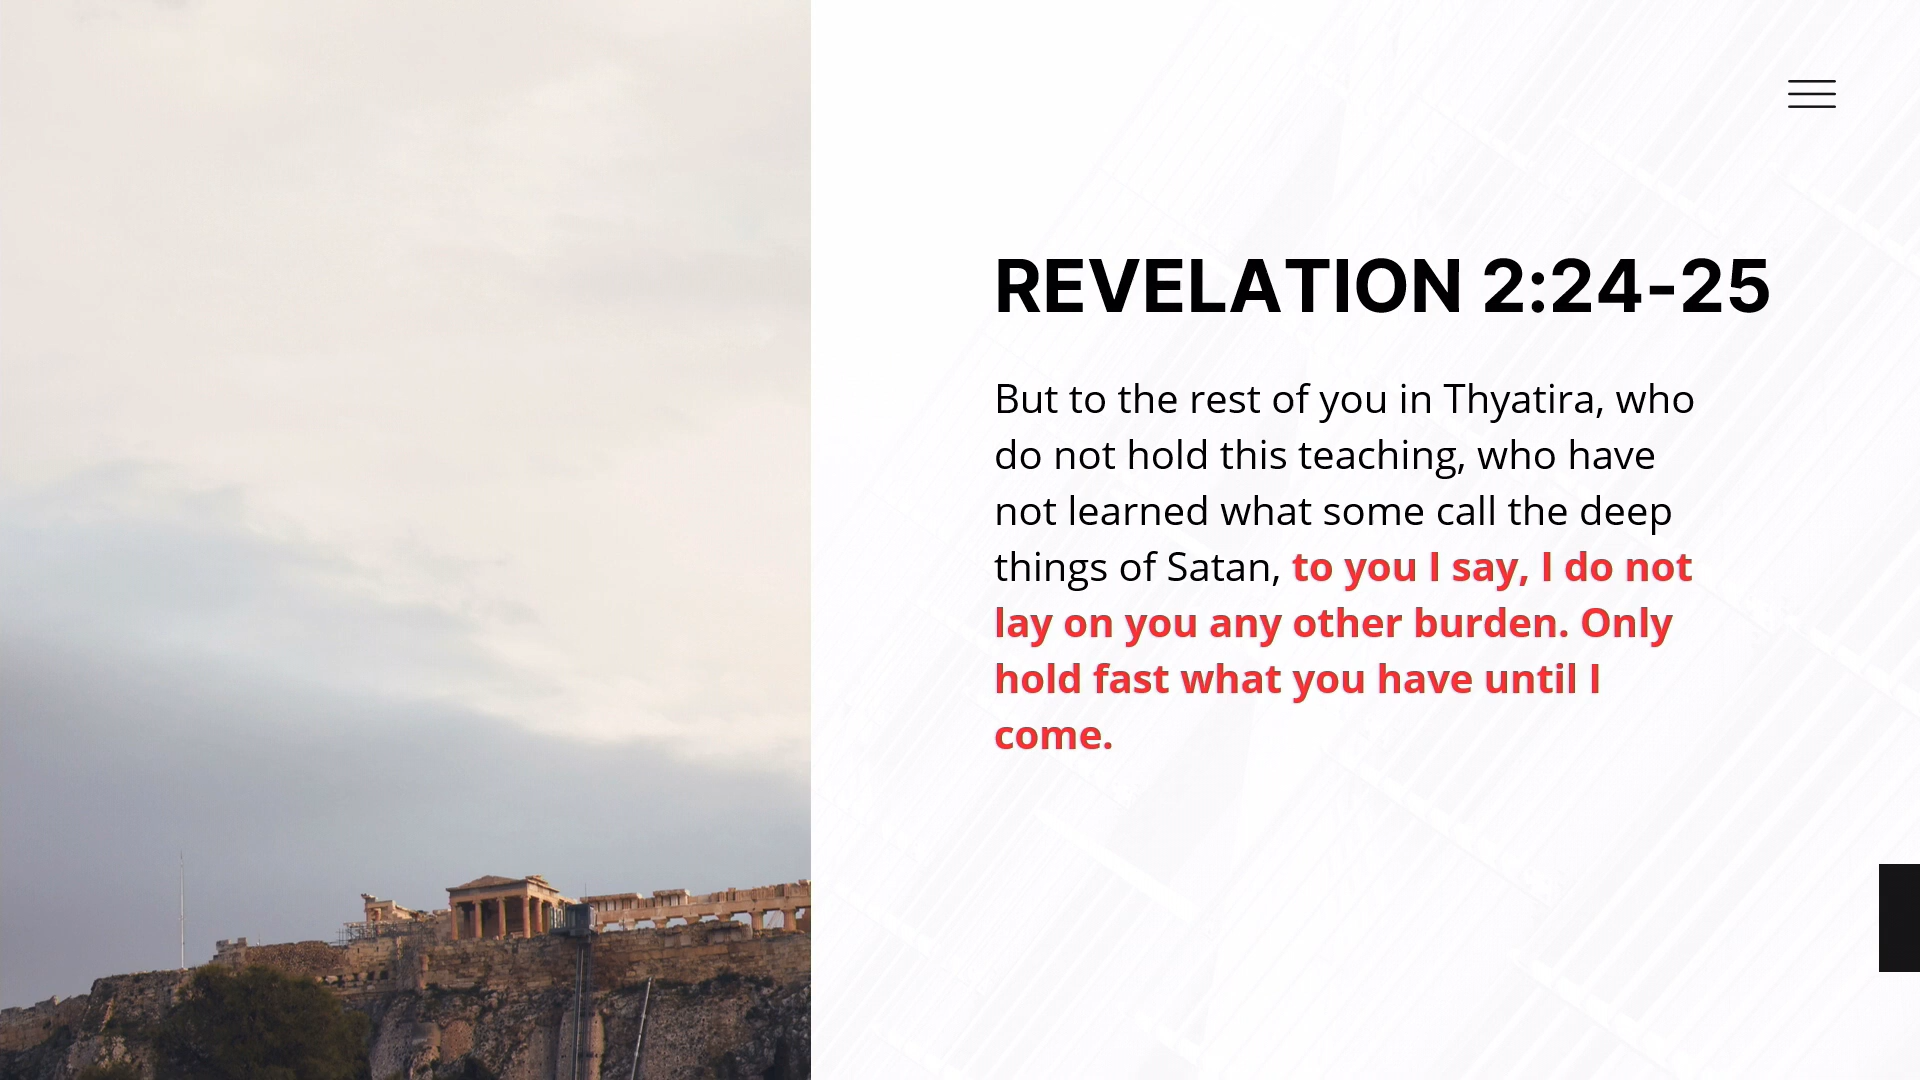 REVELATION 2:24-25
But to the rest of you in Thyatira, who
do not hold this teaching, who have
not learned what some call the deep
things of Satan, to you I say, I do not
lay on you any other burden. Only
hold fast what you have until I
come.